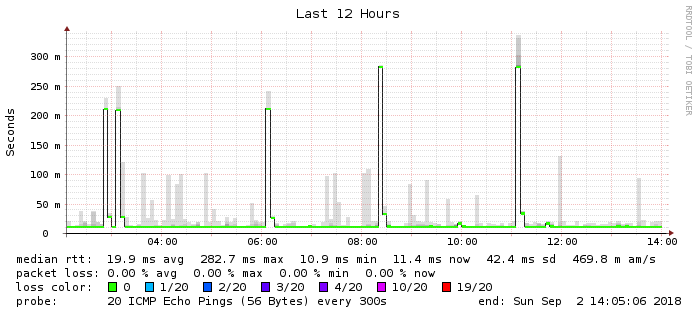 Last 12 Hours
RRDTOOL / TOBI OETIKER
Seconds
300 m
250 m
200 m
150 m
100 m
50 m
0
04:00 06:00 08:00 10:00 12:00 14:00
median rtt: 19.9 ms avg 282.7 ms max 10.9 ms min 11.4 ms now 42.4 ms sd 469.8 m am/s
packet loss: 0.00 % avg 0.00 % max 0.00 % min 0.00 % now
loss color: 0 1/20 2/20 3/20 4/20 10/20 19/20
probe: 20 ICMP Echo Pings (56 Bytes) every 300s end: Sun Sep 2 14:05:06 2018